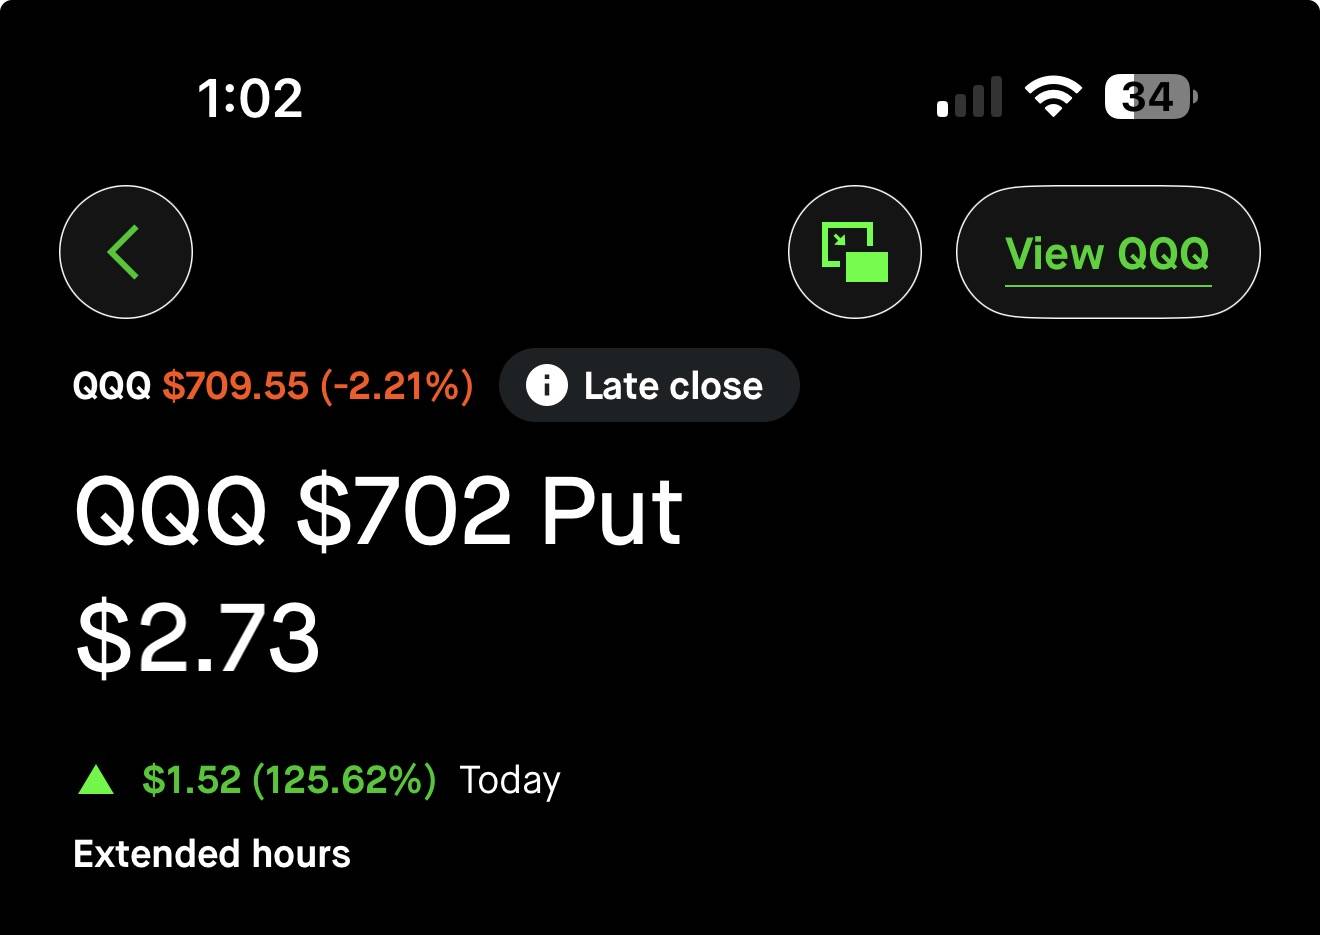 1:02
34
View QQQ
QQQ $709.55 (-2.21%) Late close
QQQ $702 Put
$2.73
$1.52 (125.62%) Today
Extended hours